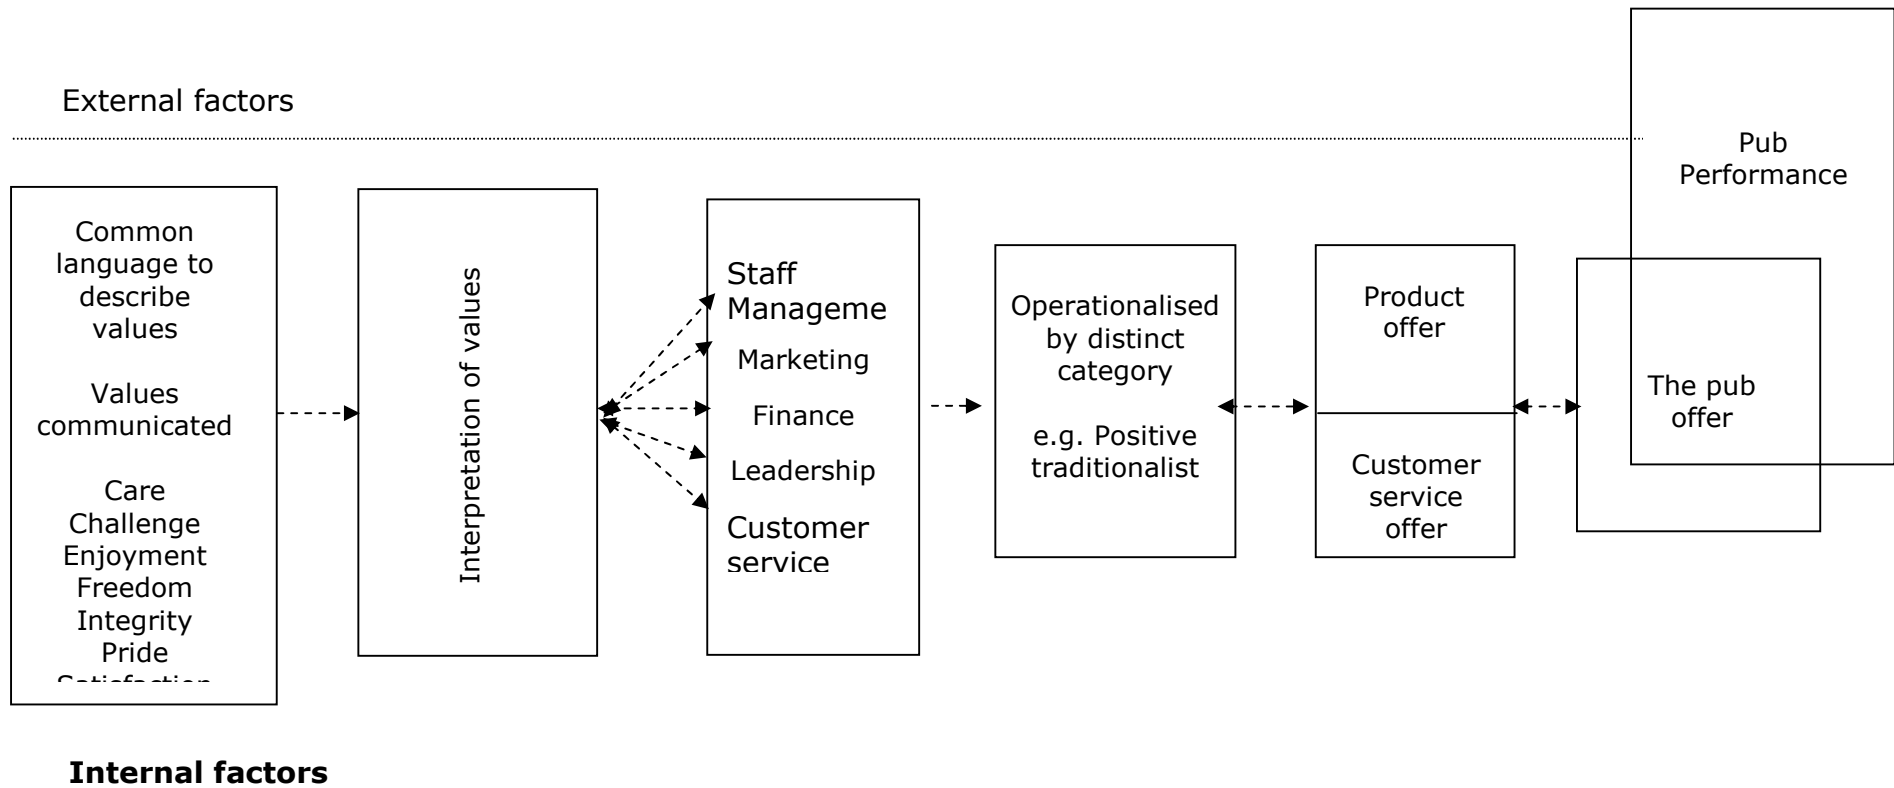 External factors
Pub
Performance
Common
language to
describe
values
Values
communicated
Care
Challenge
Enjoyment
Freedom
Integrity
Pride
Satisfaction
Interpretation of values
Staff
Manageme
Marketing
Finance
Leadership
Customer
service
Operationalised
by distinct
category
e.g. Positive
traditionalist
Product
offer
Customer
service
offer
The pub
offer
Internal factors